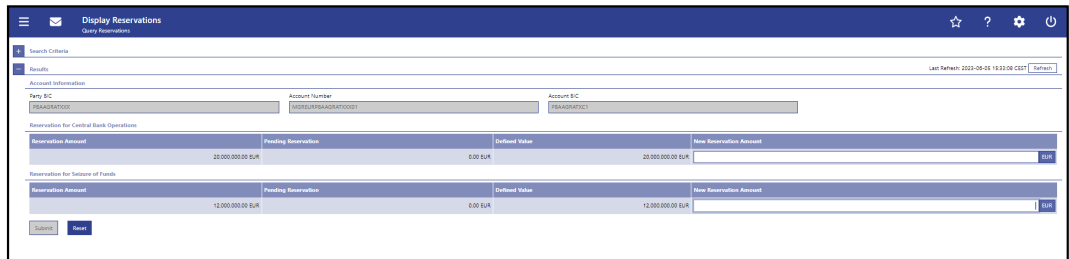 Display Reservations
Query Reservations
Search Criteria
Results
Last Refresh: 2023-06-05 15:33:09 CEST Refresh
Account Information
Party BIC Account Number Account BIC
PBAAGRATXXX PBAAGRATXC1
Reservation for Central Bank Operations
Reservation Amount Pending Reservation Defined Value New Reservation Amount
20,000,000.00 EUR 0.00 EUR 20,000,000.00 EUR EUR
Reservation for Seizure of Funds
Reservation Amount Pending Reservation Defined Value New Reservation Amount
12,000,000.00 EUR 0.00 EUR 12,000,000.00 EUR EUR
Submit Reset